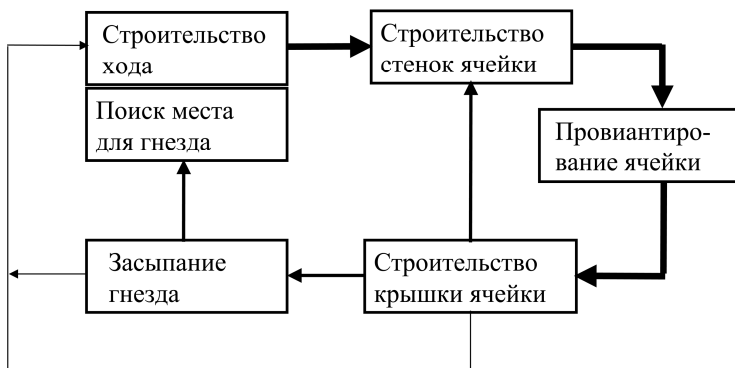 Строительство
хода
Строительство
стенок ячейки
Поиск места
для гнезда
Провиантиро-
вание ячейки
Засыпание
гнезда
Строительство
крышки ячейки